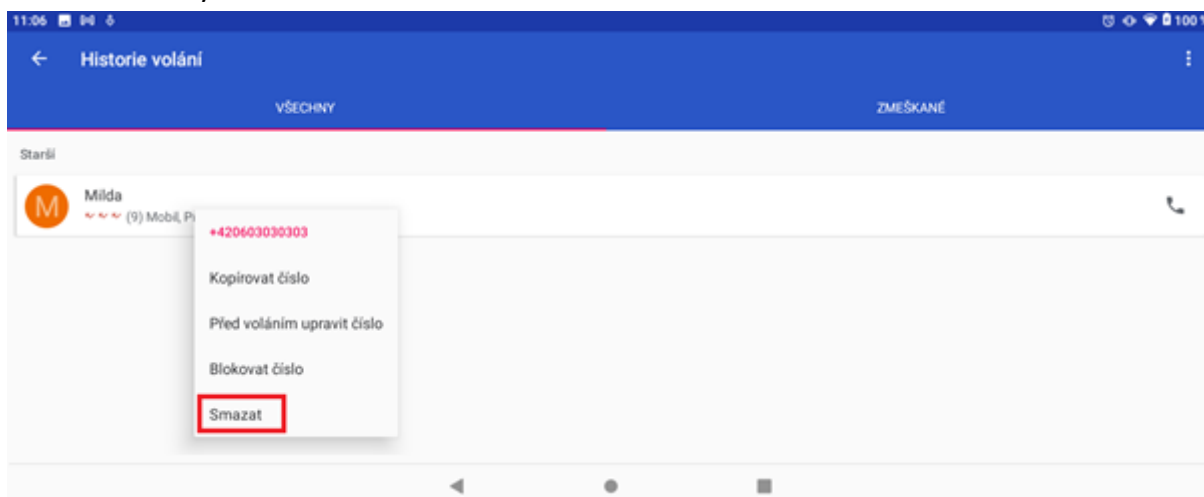 11:06
100
Historie volání
VŠECHNY
ZMEŠKANÉ
Starší
M
Milda
(9) Mobil,
+420603030303
Kopírovat číslo
Před voláním upravit číslo
Blokovat číslo
Smazat